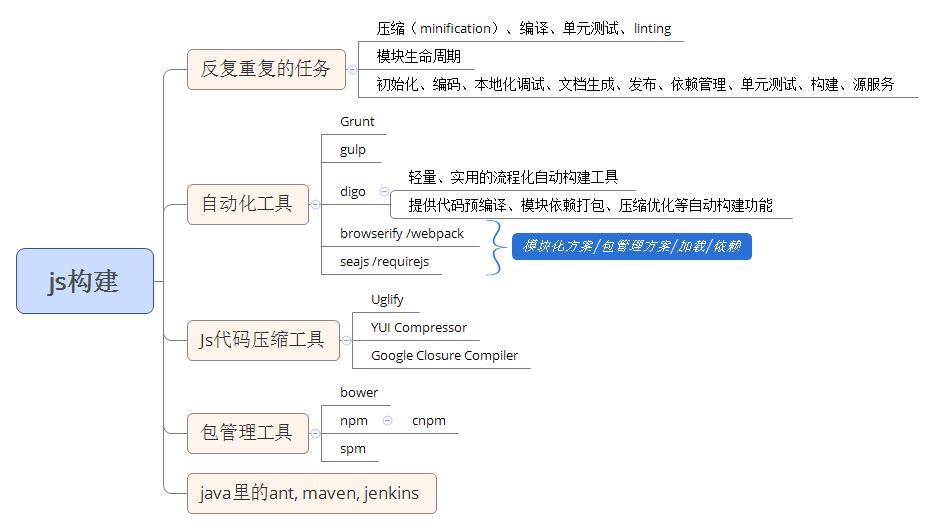 js构建
反复重复的任务
压缩（minification）、编译、单元测试、linting
模块生命周期
初始化、编码、本地化调试、文档生成、发布、依赖管理、单元测试、构建、源服务
自动化工具
Grunt
gulp
digo
轻量、实用的流程化自动构建工具
提供代码预编译、模块依赖打包、压缩优化等自动构建功能
browserify /webpack
seajs /requirejs
模块化方案/包管理方案/加载/依赖
Js代码压缩工具
Uglify
YUI Compressor
Google Closure Compiler
包管理工具
bower
npm
cnpm
spm
java里的ant, maven, jenkins